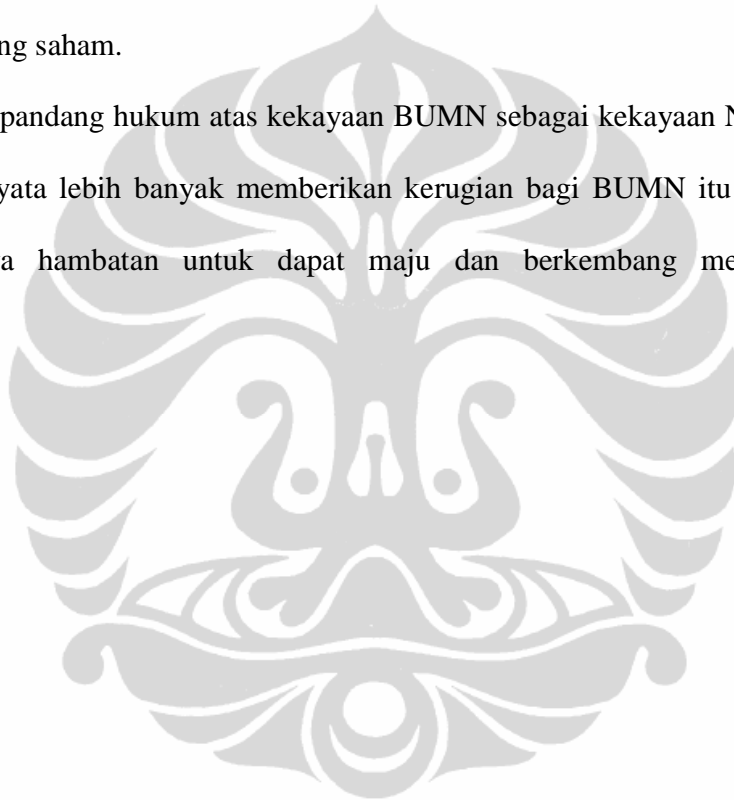 ng saham.
pandang hukum atas kekayaan BUMN sebagai kekayaan N
yata lebih banyak memberikan kerugian bagi BUMN itu
a hambatan untuk dapat maju dan berkembang me